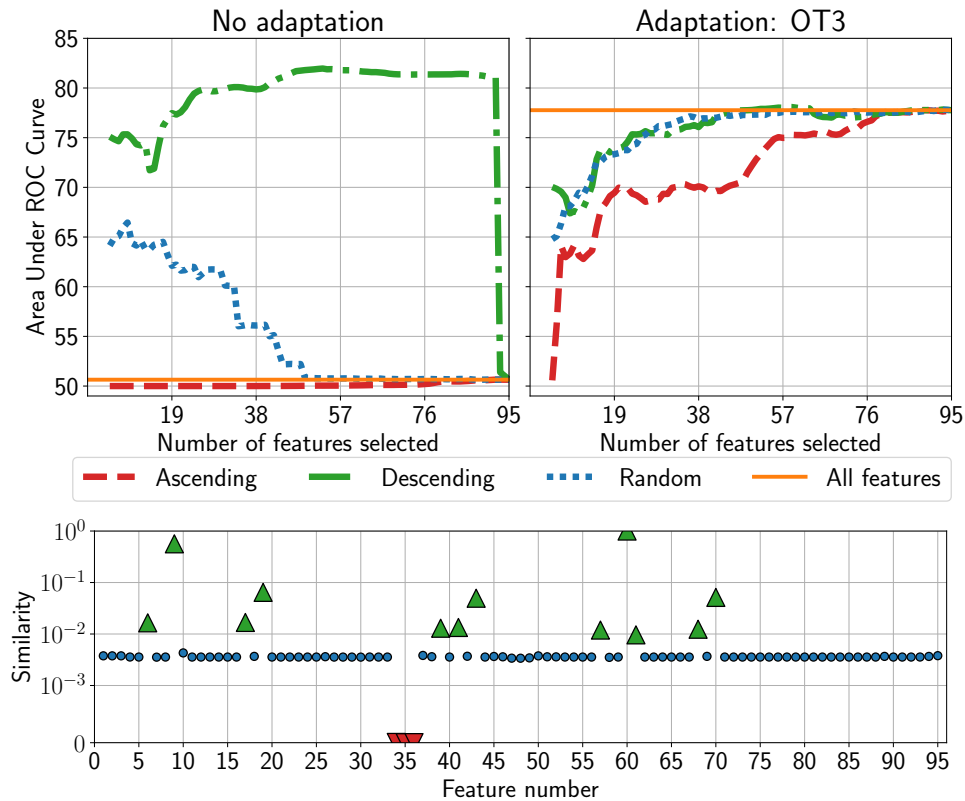 No adaptation
Adaptation: OT3
Area Under ROC Curve
85
80
75
70
65
60
55
50
19 38 57 76 95
19 38 57 76 95
Number of features selected
Number of features selected
Ascending Descending Random All features
Similarity
10^0
10^-1
10^-2
10^-3
0
0 5 10 15 20 25 30 35 40 45 50 55 60 65 70 75 80 85 90 95
Feature number